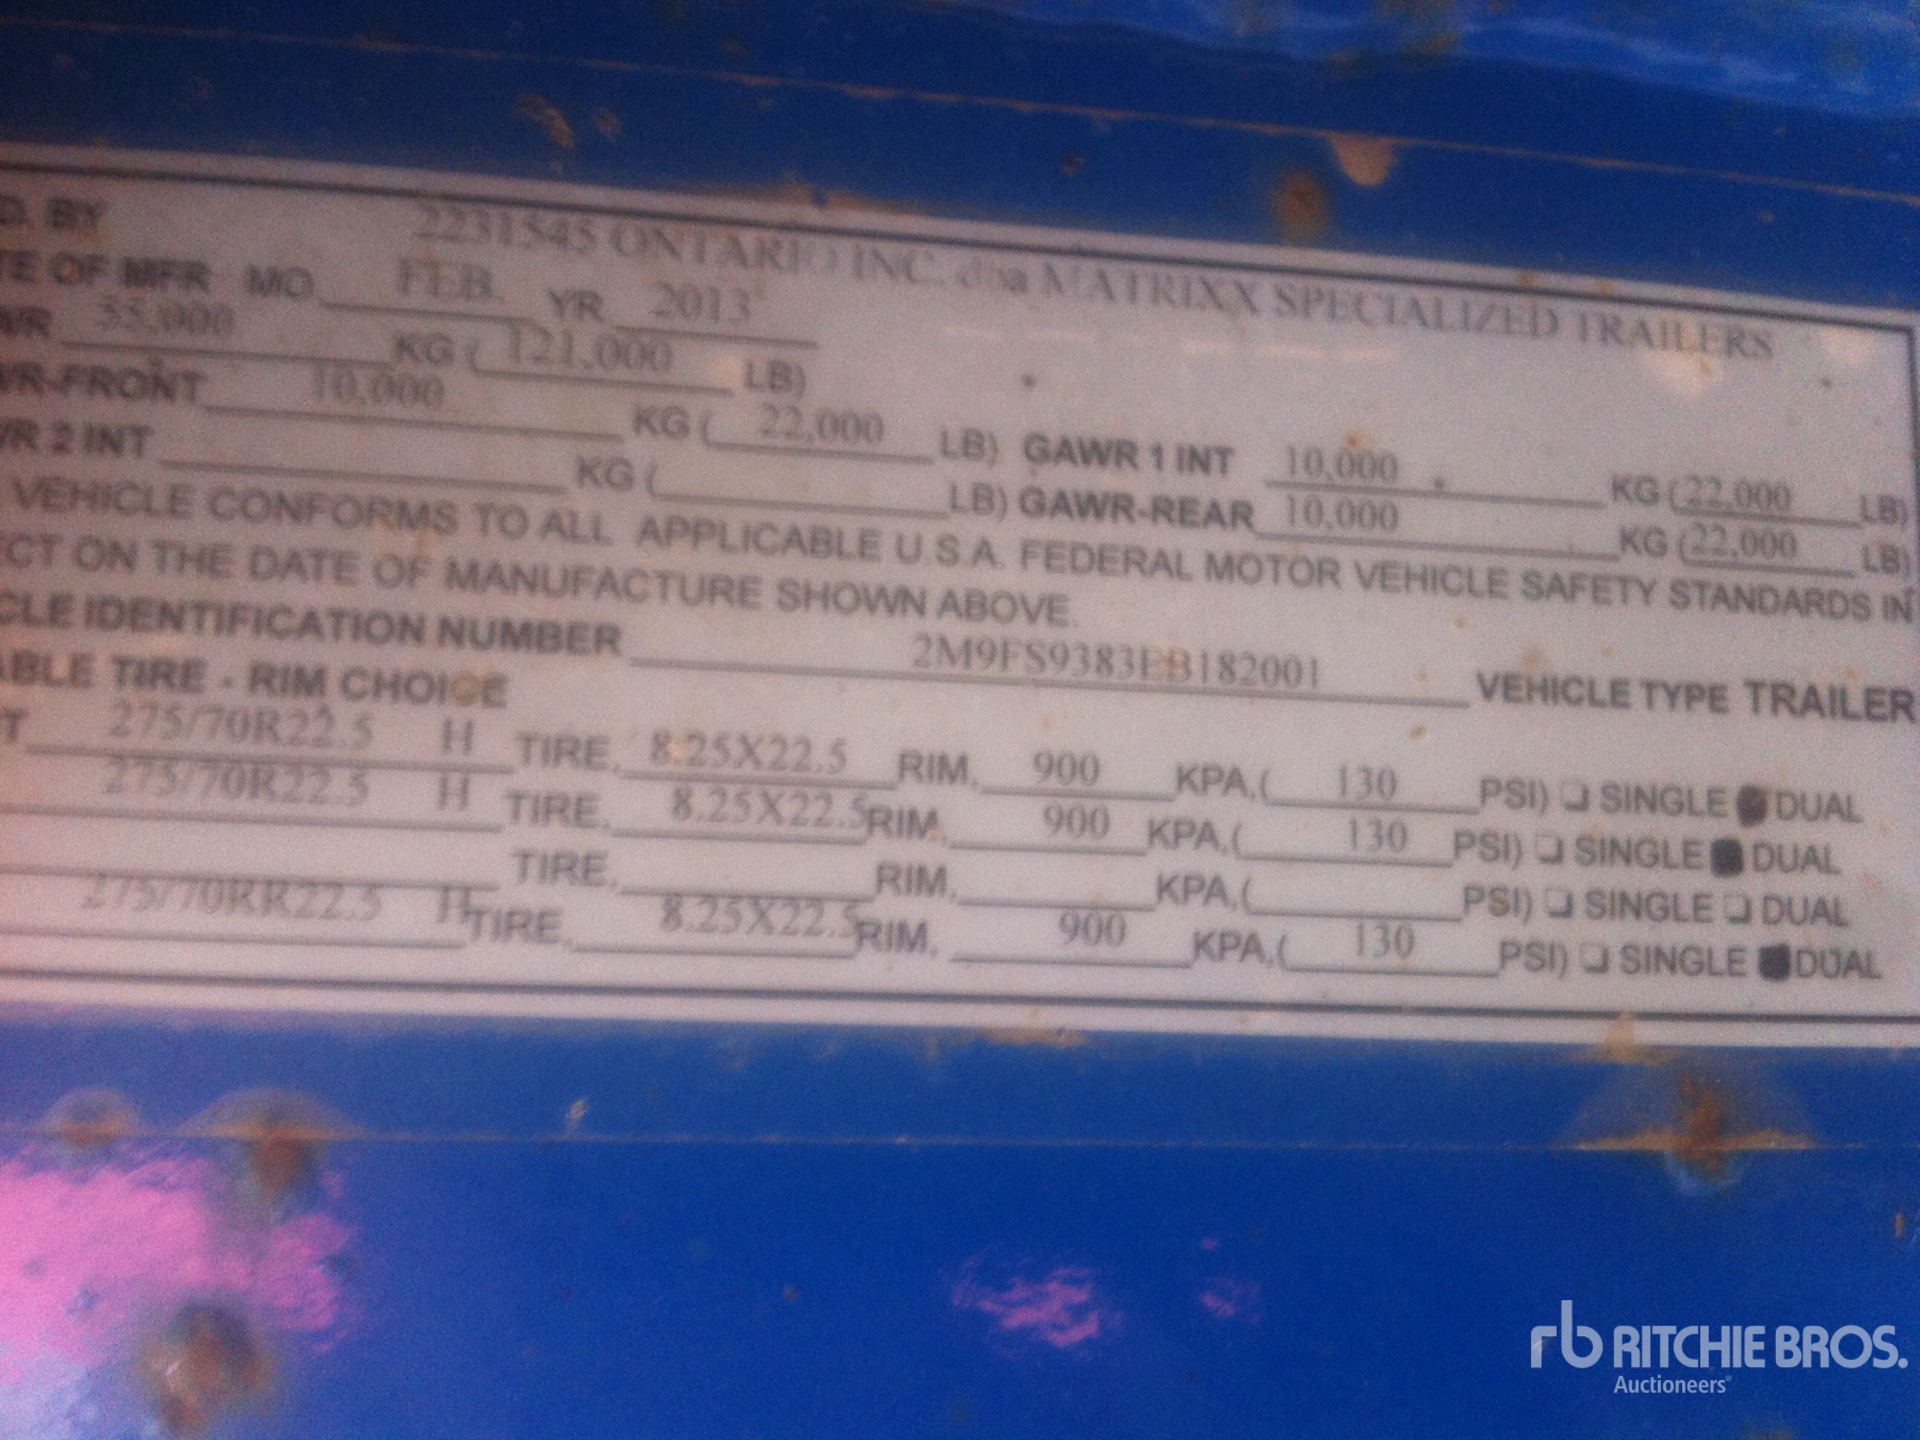 D. BY 2231545 ONTARIO INC. dba MATRIXX SPECIALIZED TRAILERS
TE OF MFR MO. FEB. YR 2013
WR 55,000 KG ( 121,000 LB)
WR-FRONT 10,000 KG ( 22,000 LB) GAWR 1 INT 10,000 KG (22,000 LB)
WR 2 INT KG ( LB) GAWR-REAR 10,000 KG (22,000 LB)
VEHICLE CONFORMS TO ALL APPLICABLE U.S.A. FEDERAL MOTOR VEHICLE SAFETY STANDARDS IN
ECT ON THE DATE OF MANUFACTURE SHOWN ABOVE.
CLE IDENTIFICATION NUMBER 2M9FS9383EB182001 VEHICLE TYPE TRAILER
ABLE TIRE - RIM CHOICE
T 275/70R22.5 H TIRE, 8.25X22.5 RIM, 900 KPA,( 130 PSI) ❑ SINGLE ■ DUAL
275/70R22.5 H TIRE, 8.25X22.5 RIM, 900 KPA,( 130 PSI) ❑ SINGLE ■ DUAL
TIRE, RIM, KPA,( PSI) ❑ SINGLE ❑ DUAL
275/70RR22.5 H TIRE, 8.25X22.5 RIM, 900 KPA,( 130 PSI) ❑ SINGLE ■ DUAL
rb RITCHIE BROS.
Auctioneers